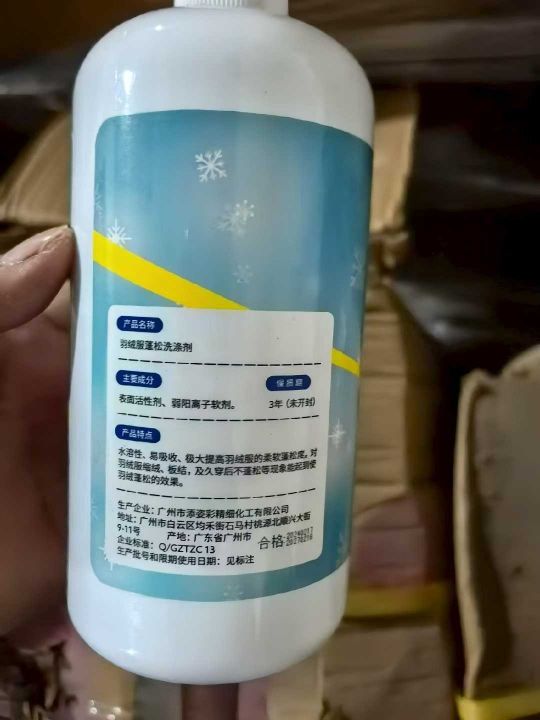 产品名称
羽绒服蓬松洗涤剂
主要成分 保质期
表面活性剂、弱阳离子软剂。 3年（未开封）
产品特点
水溶性、易吸收、极大提高羽绒服的柔软蓬松度。对
羽绒服缩绒、板结，及久穿后不蓬松等现象能起到使
羽绒蓬松的效果。
生产企业：广州市添姿彩精细化工有限公司
地址：广州市白云区均禾街石马村桃源北顺兴大街
9-11号 产地：广东省广州市
企业标准：Q/GZTZC 13 合格
生产批号和限期使用日期：见标注